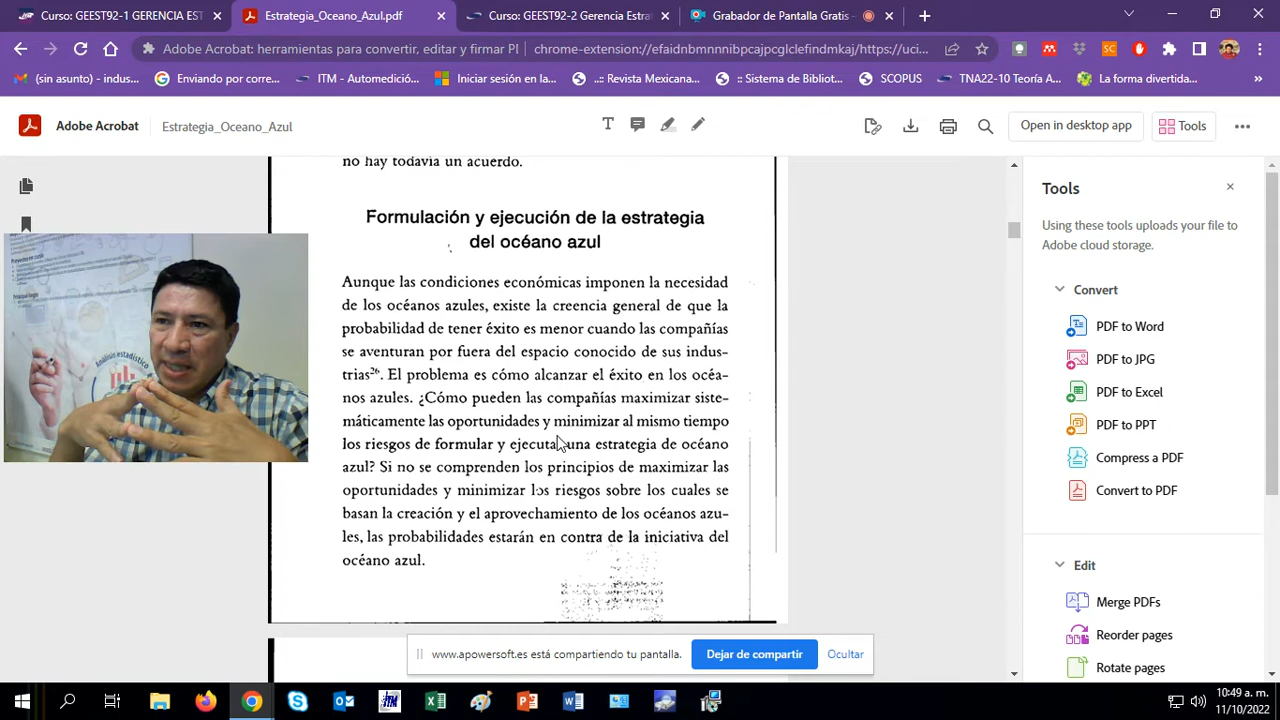 Curso: GEEST92-1 GERENCIA EST
Estrategia_Oceano_Azul.pdf
Curso: GEEST92-2 Gerencia Estra
Grabador de Pantalla Gratis -
Adobe Acrobat: herramientas para convertir, editar y firmar PI
chrome-extension://efaidnbmnnnibpcajpcglclefindmkaj/https://uci
(sin asunto) - indus...
Enviando por corre...
ITM - Automedició...
Iniciar sesión en la...
..:: Revista Mexicana...
:: Sistema de Bibliot...
SCOPUS
TNA22-10 Teoría A...
La forma divertida...
Adobe Acrobat
Estrategia_Oceano_Azul
Open in desktop app
Tools
no hay todavía un acuerdo.
Formulación y ejecución de la estrategia
del océano azul
Aunque las condiciones económicas imponen la necesidad
de los océanos azules, existe la creencia general de que la
probabilidad de tener éxito es menor cuando las compañías
se aventuran por fuera del espacio conocido de sus indus-
trias26. El problema es cómo alcanzar el éxito en los océa-
nos azules. ¿Cómo pueden las compañías maximizar siste-
máticamente las oportunidades y minimizar al mismo tiempo
los riesgos de formular y ejecutar una estrategia de océano
azul? Si no se comprenden los principios de maximizar las
oportunidades y minimizar los riesgos sobre los cuales se
basan la creación y el aprovechamiento de los océanos azu-
les, las probabilidades estarán en contra de la iniciativa del
océano azul.
Análisis estadístico
Tools
Using these tools uploads your file to
Adobe cloud storage.
Convert
PDF to Word
PDF to JPG
PDF to Excel
PDF to PPT
Compress a PDF
Convert to PDF
Edit
Merge PDFs
Reorder pages
Rotate pages
www.apowersoft.es está compartiendo tu pantalla.
Dejar de compartir
Ocultar
10:49 a. m.
11/10/2022